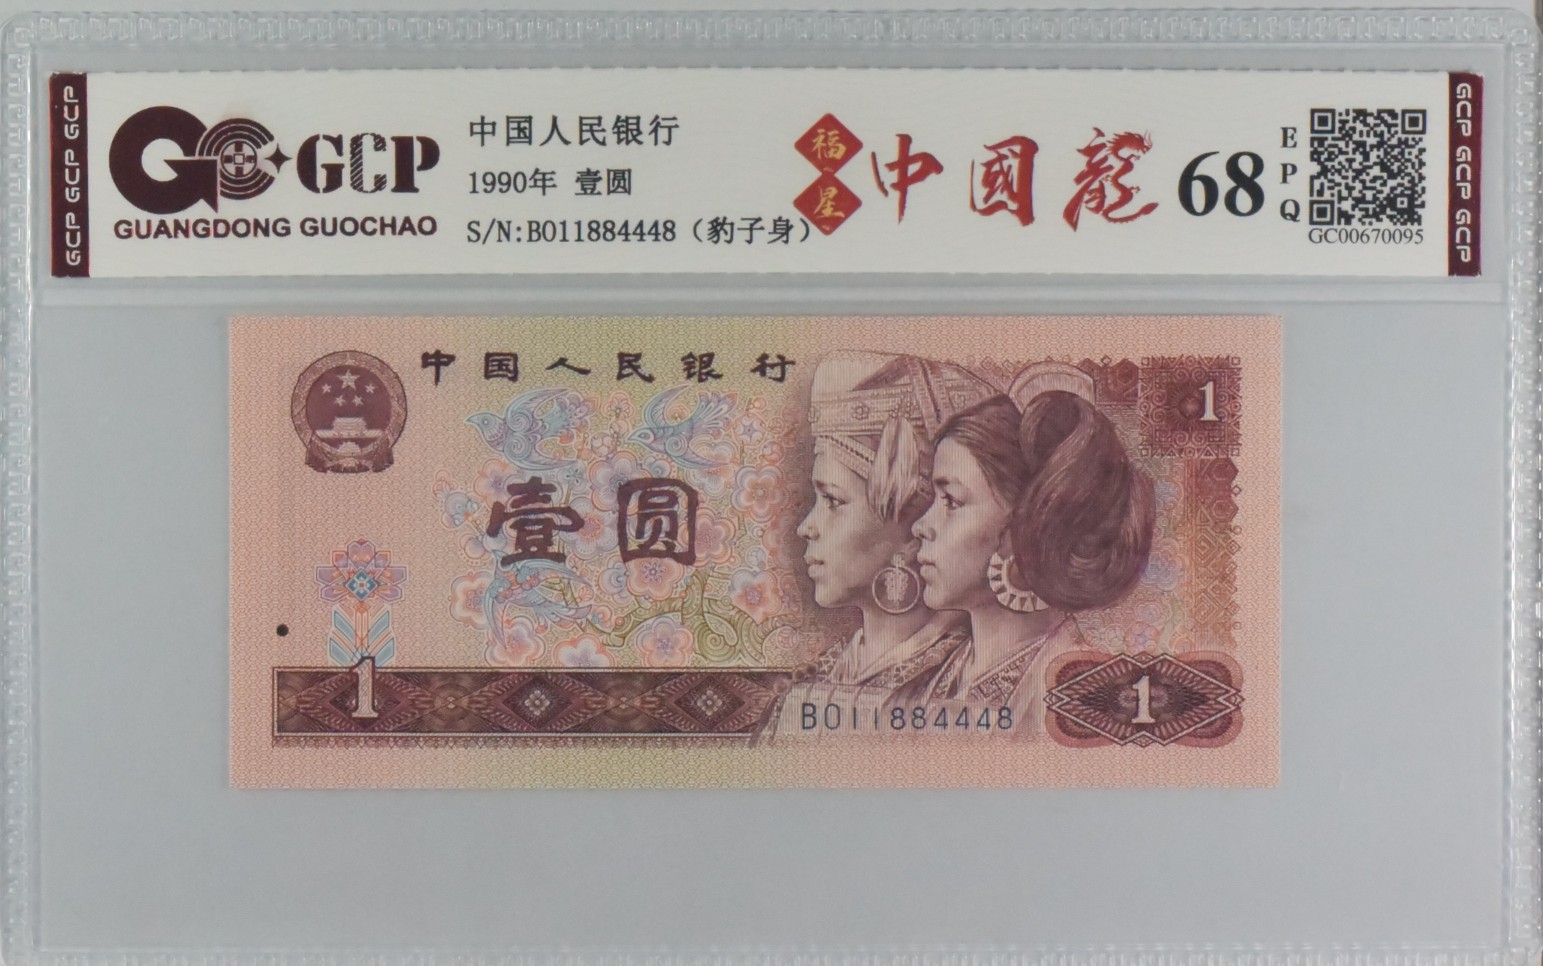 GCP GCP GCP
GCP
GUANGDONG GUOCHAO
中国人民银行
1990年 壹圆
S/N:B011884448（豹子身）
福星
中國龍
68
EPQ
GC00670095
GCP GCP GCP
中国人民银行
1
壹圆
1
B011884448
1